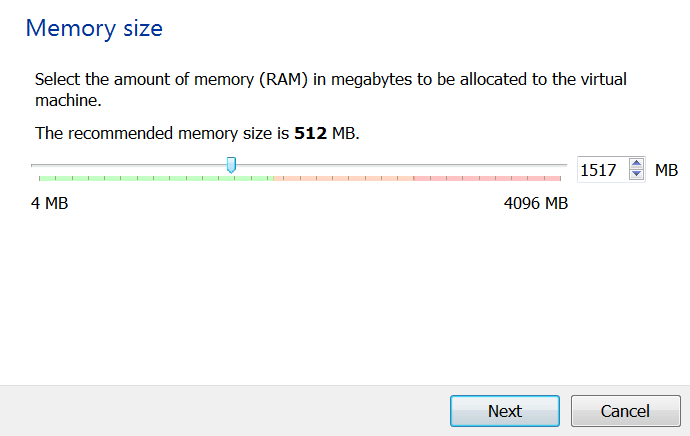 Memory size
Select the amount of memory (RAM) in megabytes to be allocated to the virtual
machine.
The recommended memory size is 512 MB.
1517 MB
4 MB 4096 MB
Next Cancel